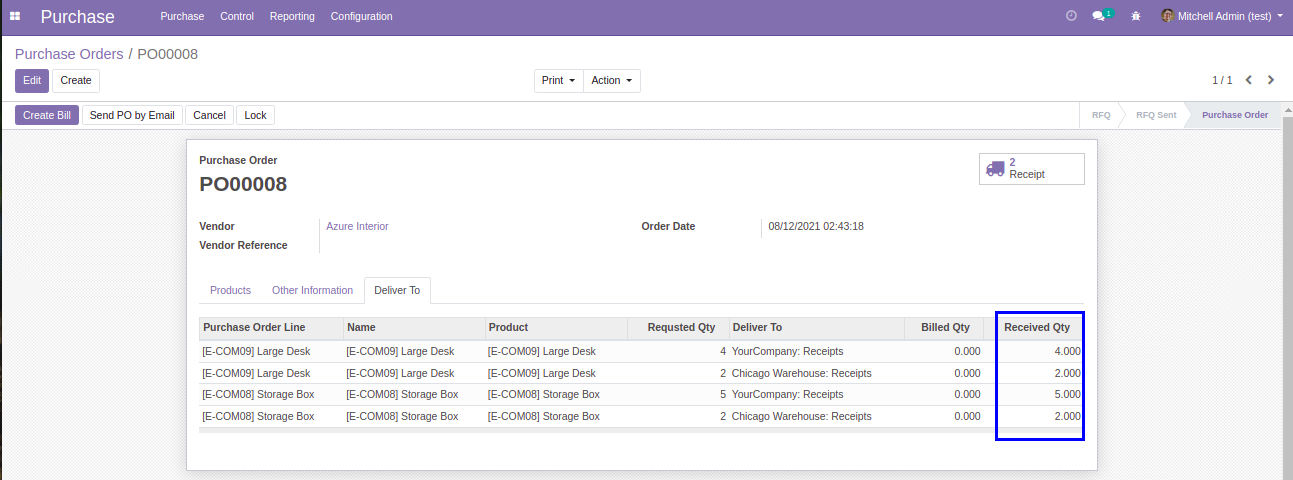 Purchase Purchase Control Reporting Configuration 1 Mitchell Admin (test)
Purchase Orders / PO00008
Edit Create Print Action 1 / 1
Create Bill Send PO by Email Cancel Lock RFQ RFQ Sent Purchase Order
Purchase Order
PO00008
2
Receipt
Vendor Azure Interior Order Date 08/12/2021 02:43:18
Vendor Reference
Products Other Information Deliver To
Purchase Order Line Name Product Requsted Qty Deliver To Billed Qty Received Qty
[E-COM09] Large Desk [E-COM09] Large Desk [E-COM09] Large Desk 4 YourCompany: Receipts 0.000 4.000
[E-COM09] Large Desk [E-COM09] Large Desk [E-COM09] Large Desk 2 Chicago Warehouse: Receipts 0.000 2.000
[E-COM08] Storage Box [E-COM08] Storage Box [E-COM08] Storage Box 5 YourCompany: Receipts 0.000 5.000
[E-COM08] Storage Box [E-COM08] Storage Box [E-COM08] Storage Box 2 Chicago Warehouse: Receipts 0.000 2.000